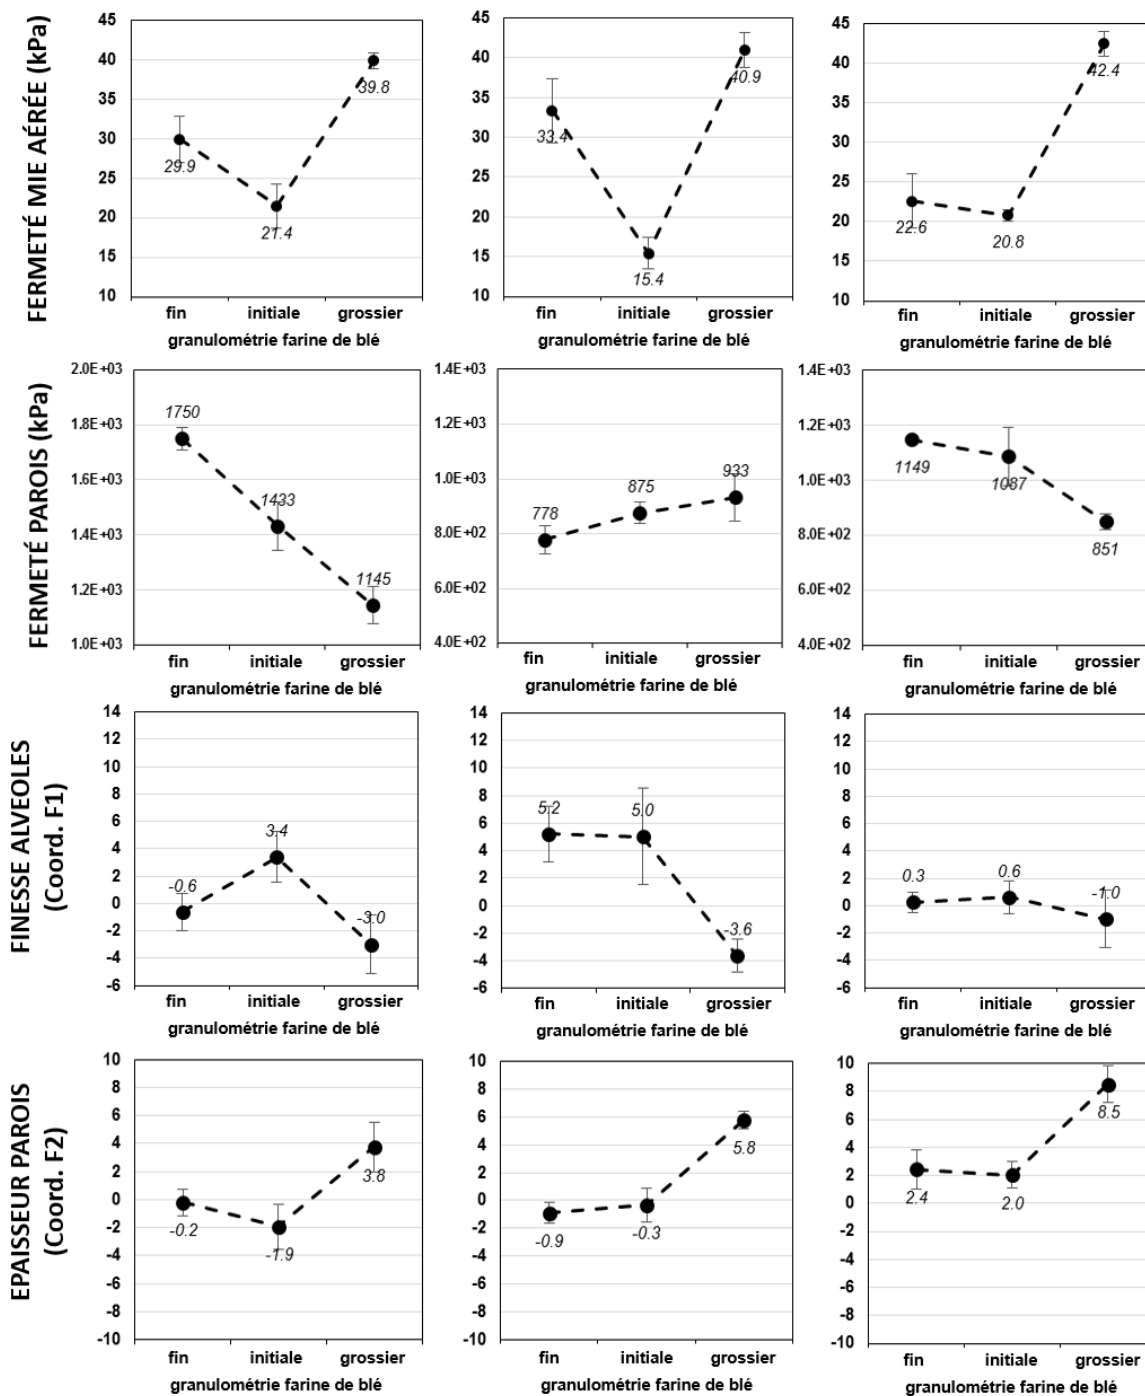 FERMETÉ MIE AÉRÉE (kPa)
45
40
35
30
25
20
15
10
29.9
21.4
39.8
fin initiale grossier
granulométrie farine de blé
45
40
35
30
25
20
15
10
33.4
15.4
40.9
fin initiale grossier
granulométrie farine de blé
45
40
35
30
25
20
15
10
22.6
20.8
42.4
fin initiale grossier
granulométrie farine de blé
FERMETÉ PAROIS (kPa)
2.0E+03
1.8E+03
1.6E+03
1.4E+03
1.2E+03
1.0E+03
1750
1433
1145
fin initiale grossier
granulométrie farine de blé
1.4E+03
1.2E+03
1.0E+03
8.0E+02
6.0E+02
4.0E+02
778
875
933
fin initiale grossier
granulométrie farine de blé
1.4E+03
1.2E+03
1.0E+03
8.0E+02
6.0E+02
4.0E+02
1149
1087
851
fin initiale grossier
granulométrie farine de blé
FINESSE ALVEOLES
(Coord. F1)
14
12
10
8
6
4
2
0
-2
-4
-6
-0.6
3.4
-3.0
fin initiale grossier
granulométrie farine de blé
14
12
10
8
6
4
2
0
-2
-4
-6
5.2
5.0
-3.6
fin initiale grossier
granulométrie farine de blé
14
12
10
8
6
4
2
0
-2
-4
-6
0.3
0.6
-1.0
fin initiale grossier
granulométrie farine de blé
EPAISSEUR PAROIS
(Coord. F2)
10
8
6
4
2
0
-2
-4
-6
-8
-10
-0.2
-1.9
3.8
fin initiale grossier
granulométrie farine de blé
10
8
6
4
2
0
-2
-4
-6
-8
-10
-0.9
-0.3
5.8
fin initiale grossier
granulométrie farine de blé
10
8
6
4
2
0
-2
-4
-6
-8
-10
2.4
2.0
8.5
fin initiale grossier
granulométrie farine de blé